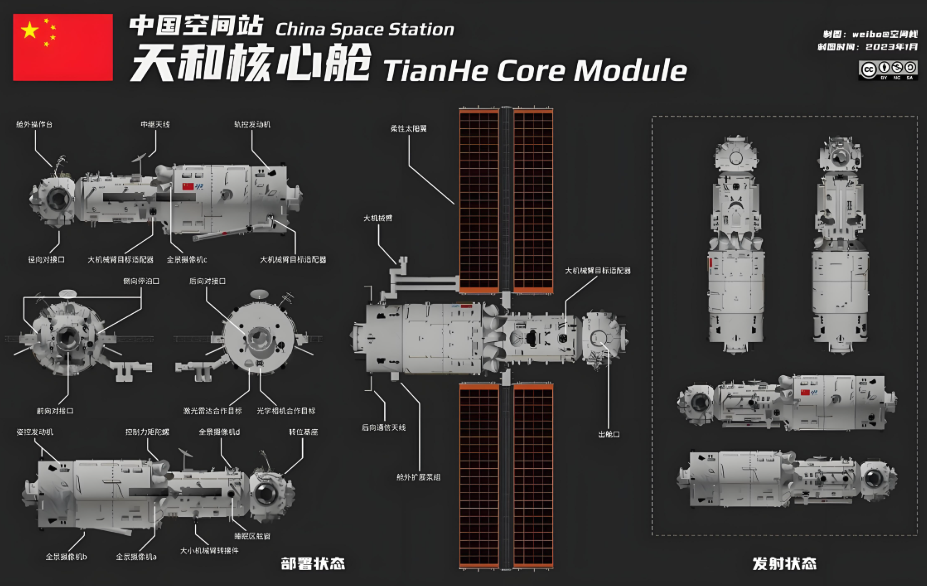 中国空间站 China Space Station
天和核心舱 TianHe Core Module
制图：weibo@空间栈
制图时间：2023年1月
CC BY NC SA
舱外操作台
中继天线
轨控发动机
径向对接口
大机械臂目标适配器
全景摄像机c
大机械臂目标适配器
侧向停泊口
后向对接口
前向对接口
激光雷达合作目标
光学相机合作目标
姿控发动机
控制力矩陀螺
全景摄像机d
转位基座
全景摄像机b
全景摄像机a
大小机械臂转接件
睡眠区舷窗
柔性太阳翼
大机械臂
大机械臂目标适配器
后向通信天线
舱外扩展泵组
出舱口
部署状态
发射状态